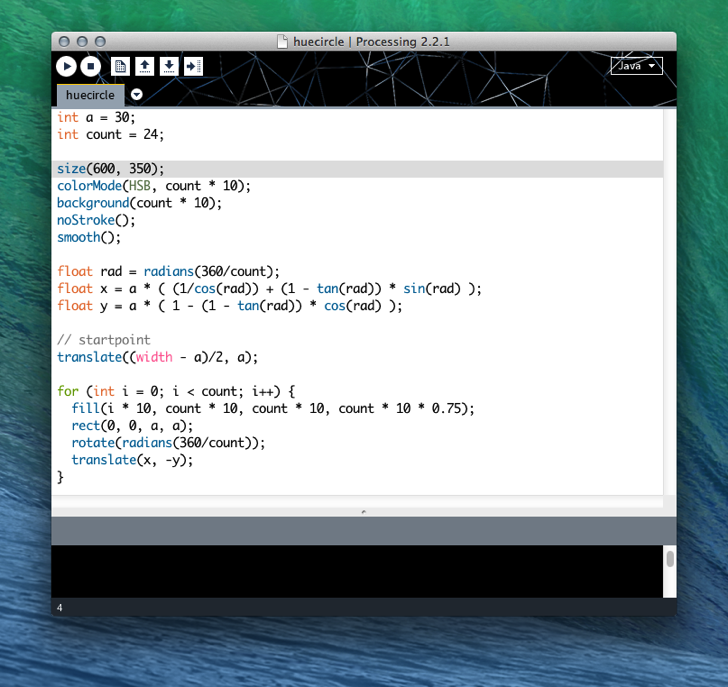 huecircle | Processing 2.2.1
Java
huecircle
int a = 30;
int count = 24;
size(600, 350);
colorMode(HSB, count * 10);
background(count * 10);
noStroke();
smooth();
float rad = radians(360/count);
float x = a * ( (1/cos(rad)) + (1 - tan(rad)) * sin(rad) );
float y = a * ( 1 - (1 - tan(rad)) * cos(rad) );
// startpoint
translate((width - a)/2, a);
for (int i = 0; i < count; i++) {
  fill(i * 10, count * 10, count * 10, count * 10 * 0.75);
  rect(0, 0, a, a);
  rotate(radians(360/count));
  translate(x, -y);
}
4